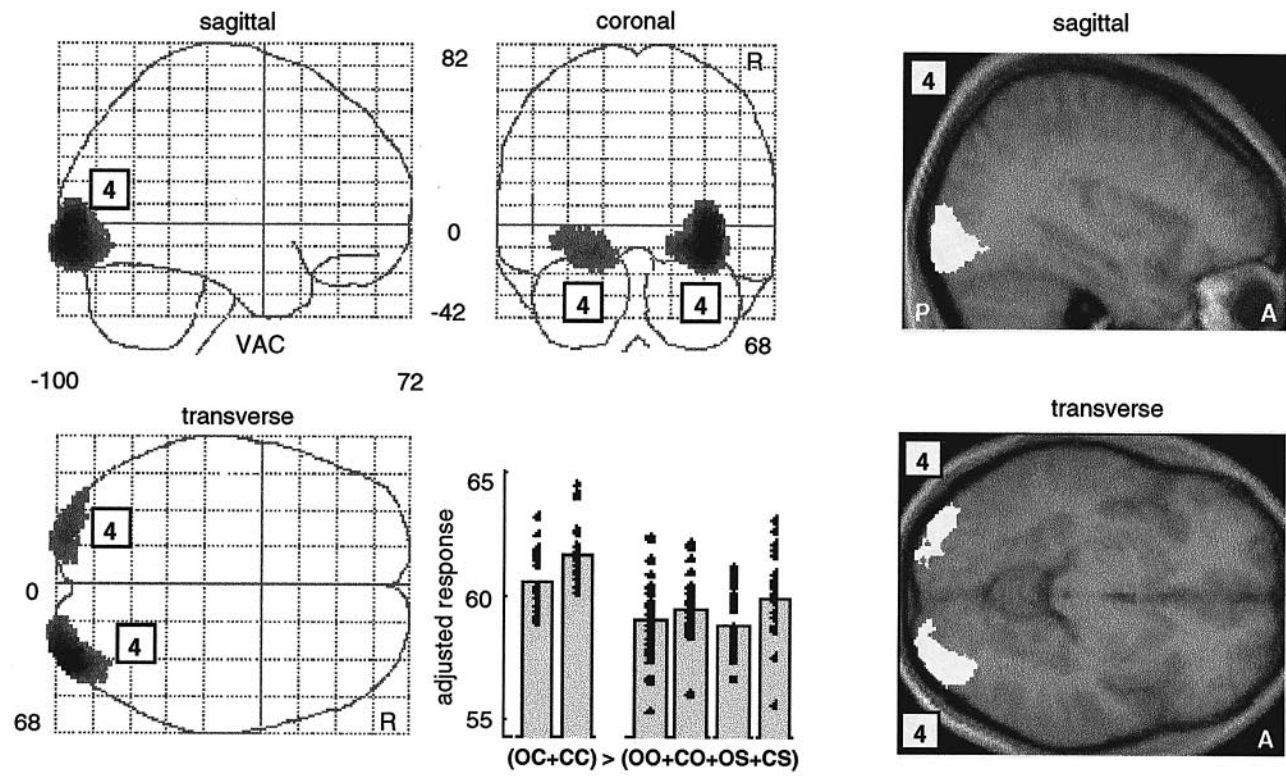 sagittal
coronal
sagittal
82
R
4
4
0
4
4
-42
P
A
VAC
68
-100
72
transverse
transverse
4
65
4
adjusted response
0
60
4
68
R
55
4
A
(OC+CC) > (OO+CO+OS+CS)